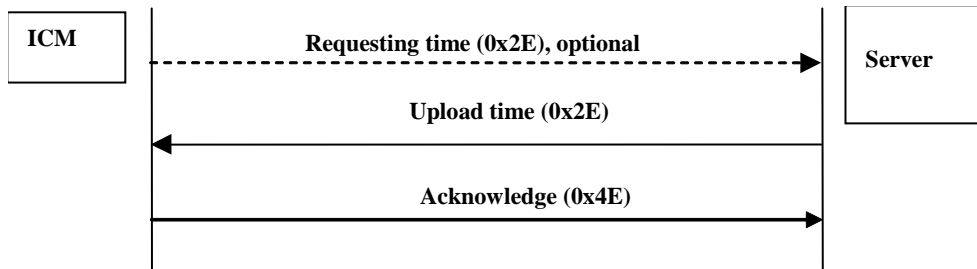 ICM
Requesting time (0x2E), optional
Server
Upload time (0x2E)
Acknowledge (0x4E)